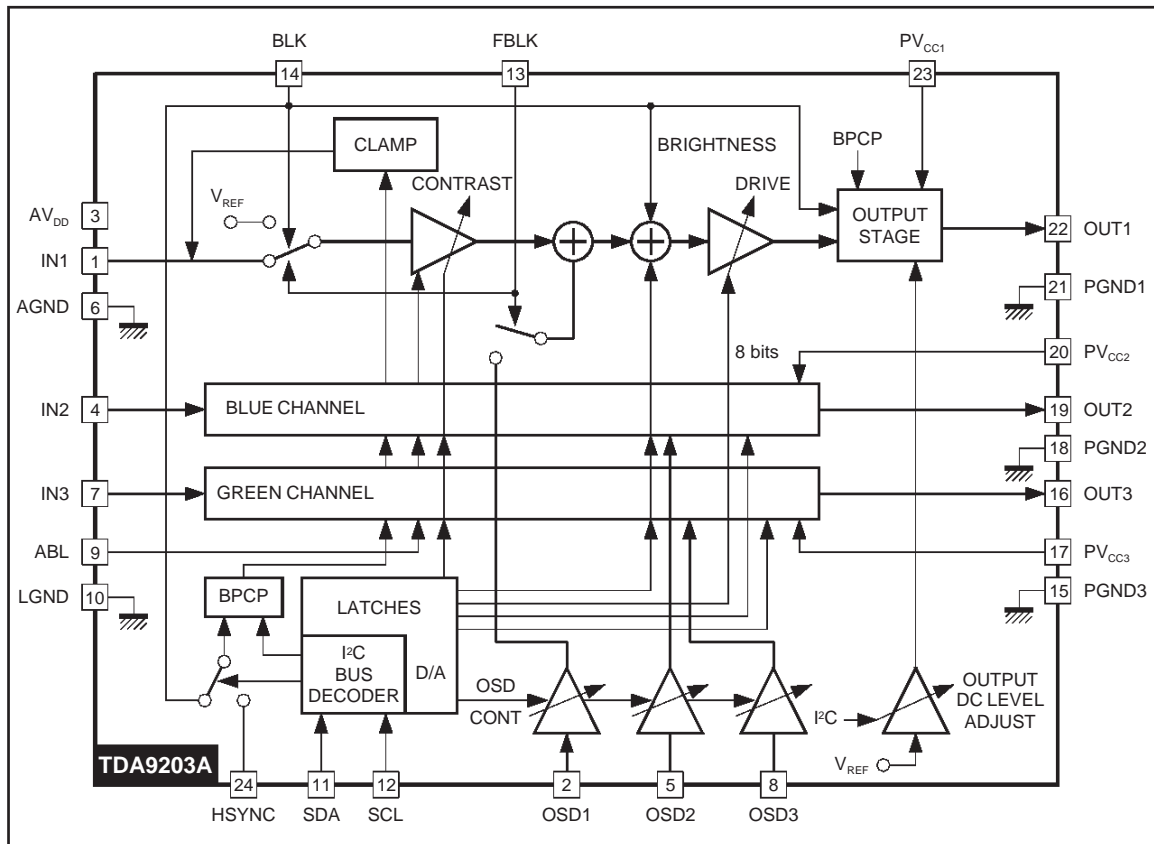 BLK FBLK PVCC1
14 13 23
CLAMP
BRIGHTNESS
BPCP
CONTRAST
DRIVE
VREF
AVDD 3
OUTPUT
STAGE
22 OUT1
IN1 1
21 PGND1
AGND 6
8 bits
20 PVCC2
IN2 4
BLUE CHANNEL
19 OUT2
18 PGND2
IN3 7
GREEN CHANNEL
16 OUT3
ABL 9
17 PVCC3
LGND 10
BPCP
LATCHES
15 PGND3
I²C
BUS
DECODER
D/A
OSD
CONT
I²C
OUTPUT
DC LEVEL
ADJUST
VREF
TDA9203A
24 11 12 2 5 8
HSYNC SDA SCL OSD1 OSD2 OSD3